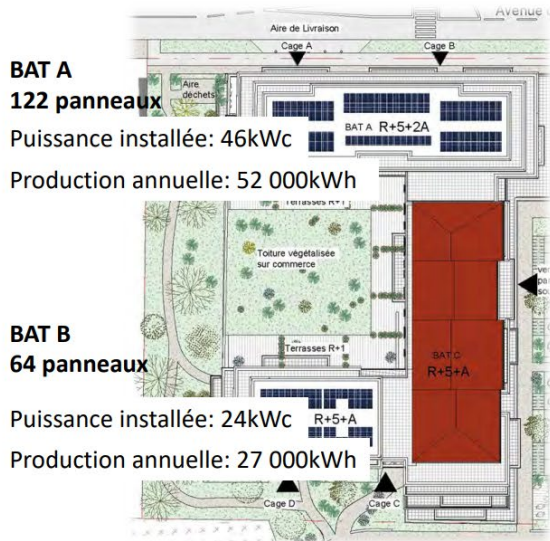 Avenue
Aire de Livraison
Cage A
Cage B
BAT A
122 panneaux
Aire
déchets
Puissance installée: 46kWc
BAT A R+5+2A
Production annuelle: 52 000kWh
Terrasses R+1
Toiture végétalisée
sur commerce
BAT B
64 panneaux
Terrasses R+1
BAT C
R+5+A
Puissance installée: 24kWc
R+5+A
Production annuelle: 27 000kWh
Cage D
Cage C